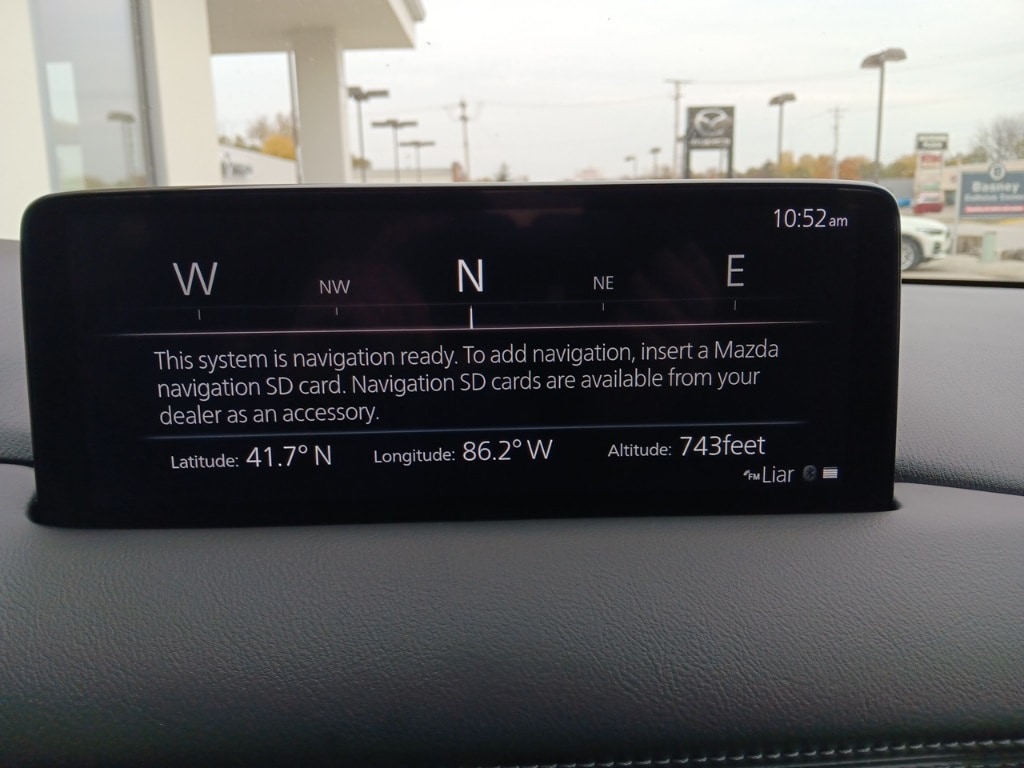 10:52am
W NW N NE E
This system is navigation ready. To add navigation, insert a Mazda
navigation SD card. Navigation SD cards are available from your
dealer as an accessory.
Latitude: 41.7° N Longitude: 86.2° W Altitude: 743feet
FM Liar
Basney